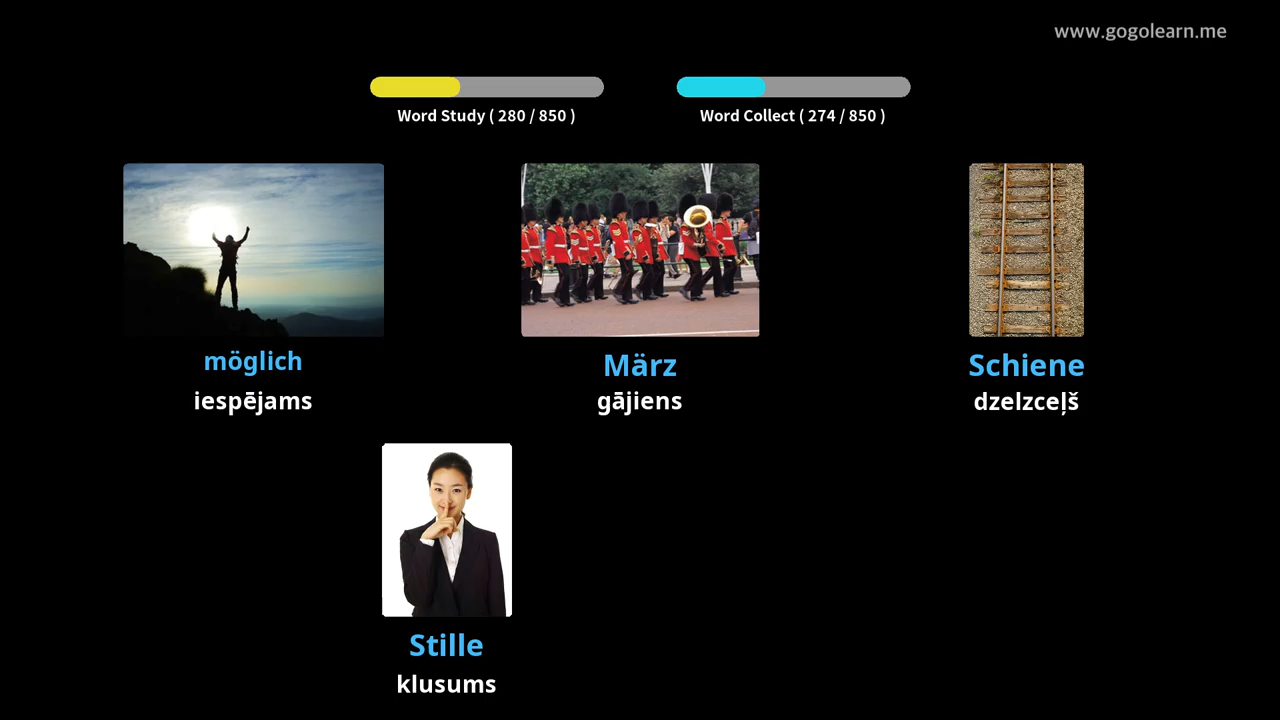 www.gogolearn.me
Word Study ( 280 / 850 )
Word Collect ( 274 / 850 )
möglich
iespējams
März
gājiens
Schiene
dzelzceļš
Stille
klusums